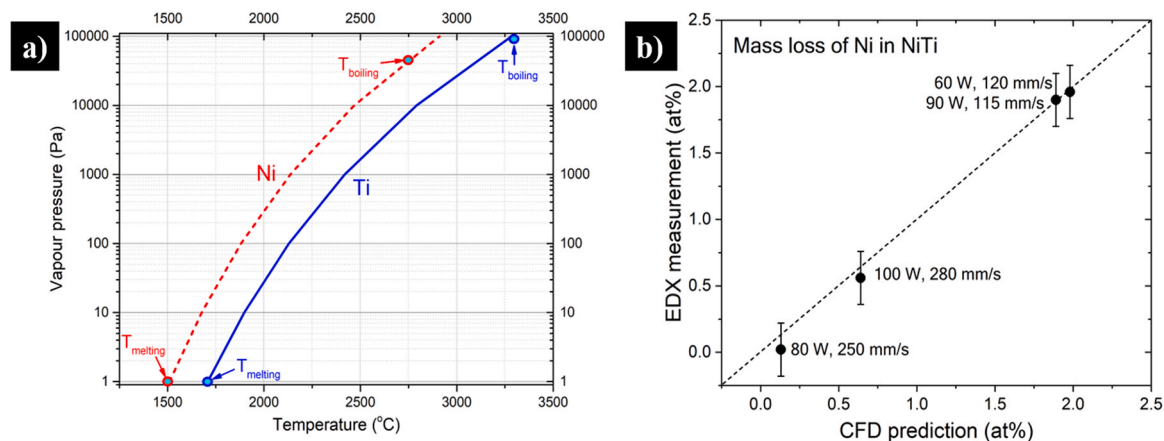 a)
1500 2000 2500 3000 3500
100000
10000
1000
100
10
1
Vapour pressure (Pa)
T boiling
T boiling
Ni
Ti
T melting
T melting
100000
10000
1000
100
10
1
1500 2000 2500 3000 3500
Temperature (°C)
b)
Mass loss of Ni in NiTi
60 W, 120 mm/s
90 W, 115 mm/s
100 W, 280 mm/s
80 W, 250 mm/s
2.5
2.0
1.5
1.0
0.5
0.0
EDX measurement (at%)
0.0 0.5 1.0 1.5 2.0 2.5
CFD prediction (at%)